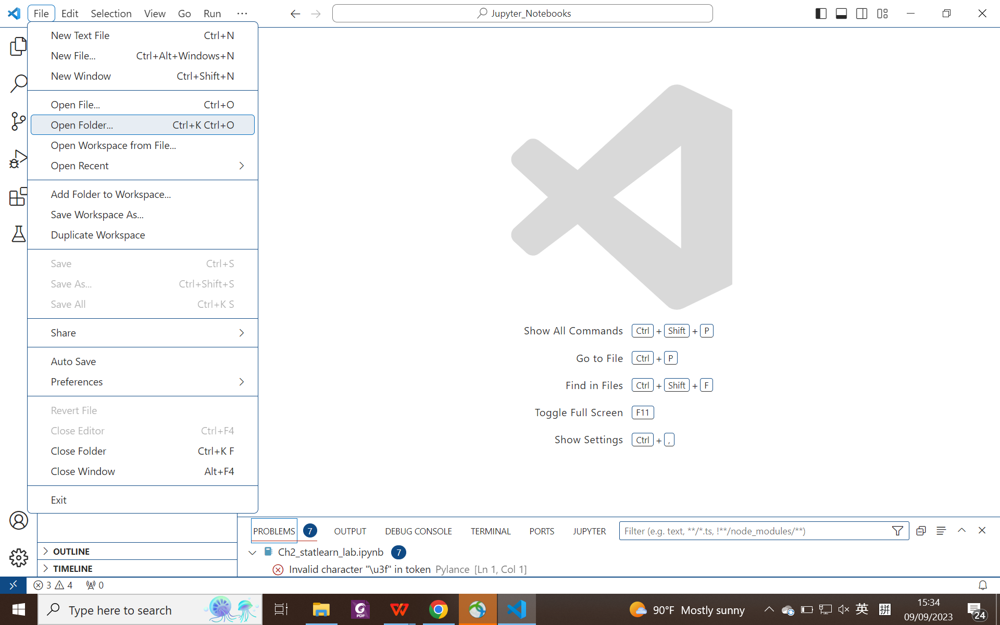 File Edit Selection View Go Run ··· Jupyter_Notebooks
New Text File Ctrl+N
New File... Ctrl+Alt+Windows+N
New Window Ctrl+Shift+N
Open File... Ctrl+O
Open Folder... Ctrl+K Ctrl+O
Open Workspace from File...
Open Recent
Add Folder to Workspace...
Save Workspace As...
Duplicate Workspace
Save Ctrl+S
Save As... Ctrl+Shift+S
Save All Ctrl+K S
Share
Auto Save
Preferences
Revert File
Close Editor Ctrl+F4
Close Folder Ctrl+K F
Close Window Alt+F4
Exit
Show All Commands Ctrl + Shift + P
Go to File Ctrl + P
Find in Files Ctrl + Shift + F
Toggle Full Screen F11
Show Settings Ctrl + ,
OUTLINE
TIMELINE
PROBLEMS 7 OUTPUT DEBUG CONSOLE TERMINAL PORTS JUPYTER Filter (e.g. text, **/*.ts, !**/node_modules/**)
Ch2_statlearn_lab.ipynb 7
Invalid character "\u3f" in token Pylance [Ln 1, Col 1]
3 4 0
Type here to search
PDF
90°F Mostly sunny
英 拼
15:34
09/09/2023
24